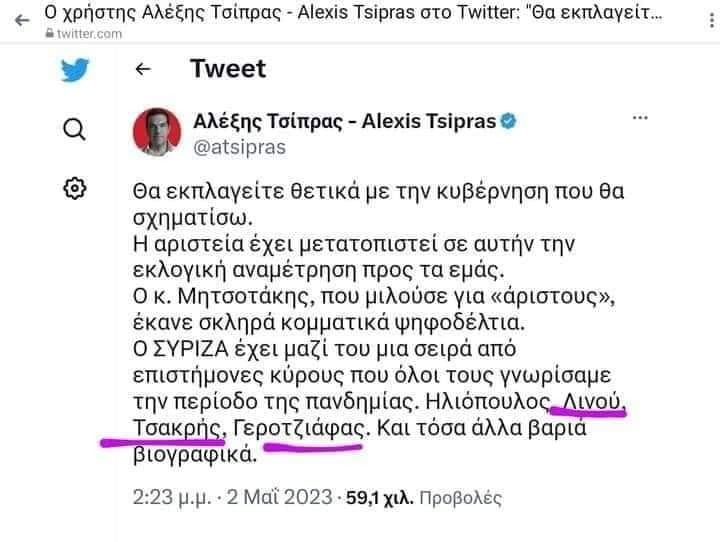 Ο χρήστης Αλέξης Τσίπρας - Alexis Tsipras στο Twitter: "Θα εκπλαγείτ...
twitter.com
Tweet
Αλέξης Τσίπρας - Alexis Tsipras
@atsipras
Θα εκπλαγείτε θετικά με την κυβέρνηση που θα
σχηματίσω.
Η αριστεία έχει μετατοπιστεί σε αυτήν την
εκλογική αναμέτρηση προς τα εμάς.
Ο κ. Μητσοτάκης, που μιλούσε για «άριστους»,
έκανε σκληρά κομματικά ψηφοδέλτια.
Ο ΣΥΡΙΖΑ έχει μαζί του μια σειρά από
επιστήμονες κύρους που όλοι τους γνωρίσαμε
την περίοδο της πανδημίας. Ηλιόπουλος, Λινού,
Τσακρής, Γεροτζιάφας. Και τόσα άλλα βαριά
βιογραφικά.
2:23 μ.μ. · 2 Μαΐ 2023 · 59,1 χιλ. Προβολές